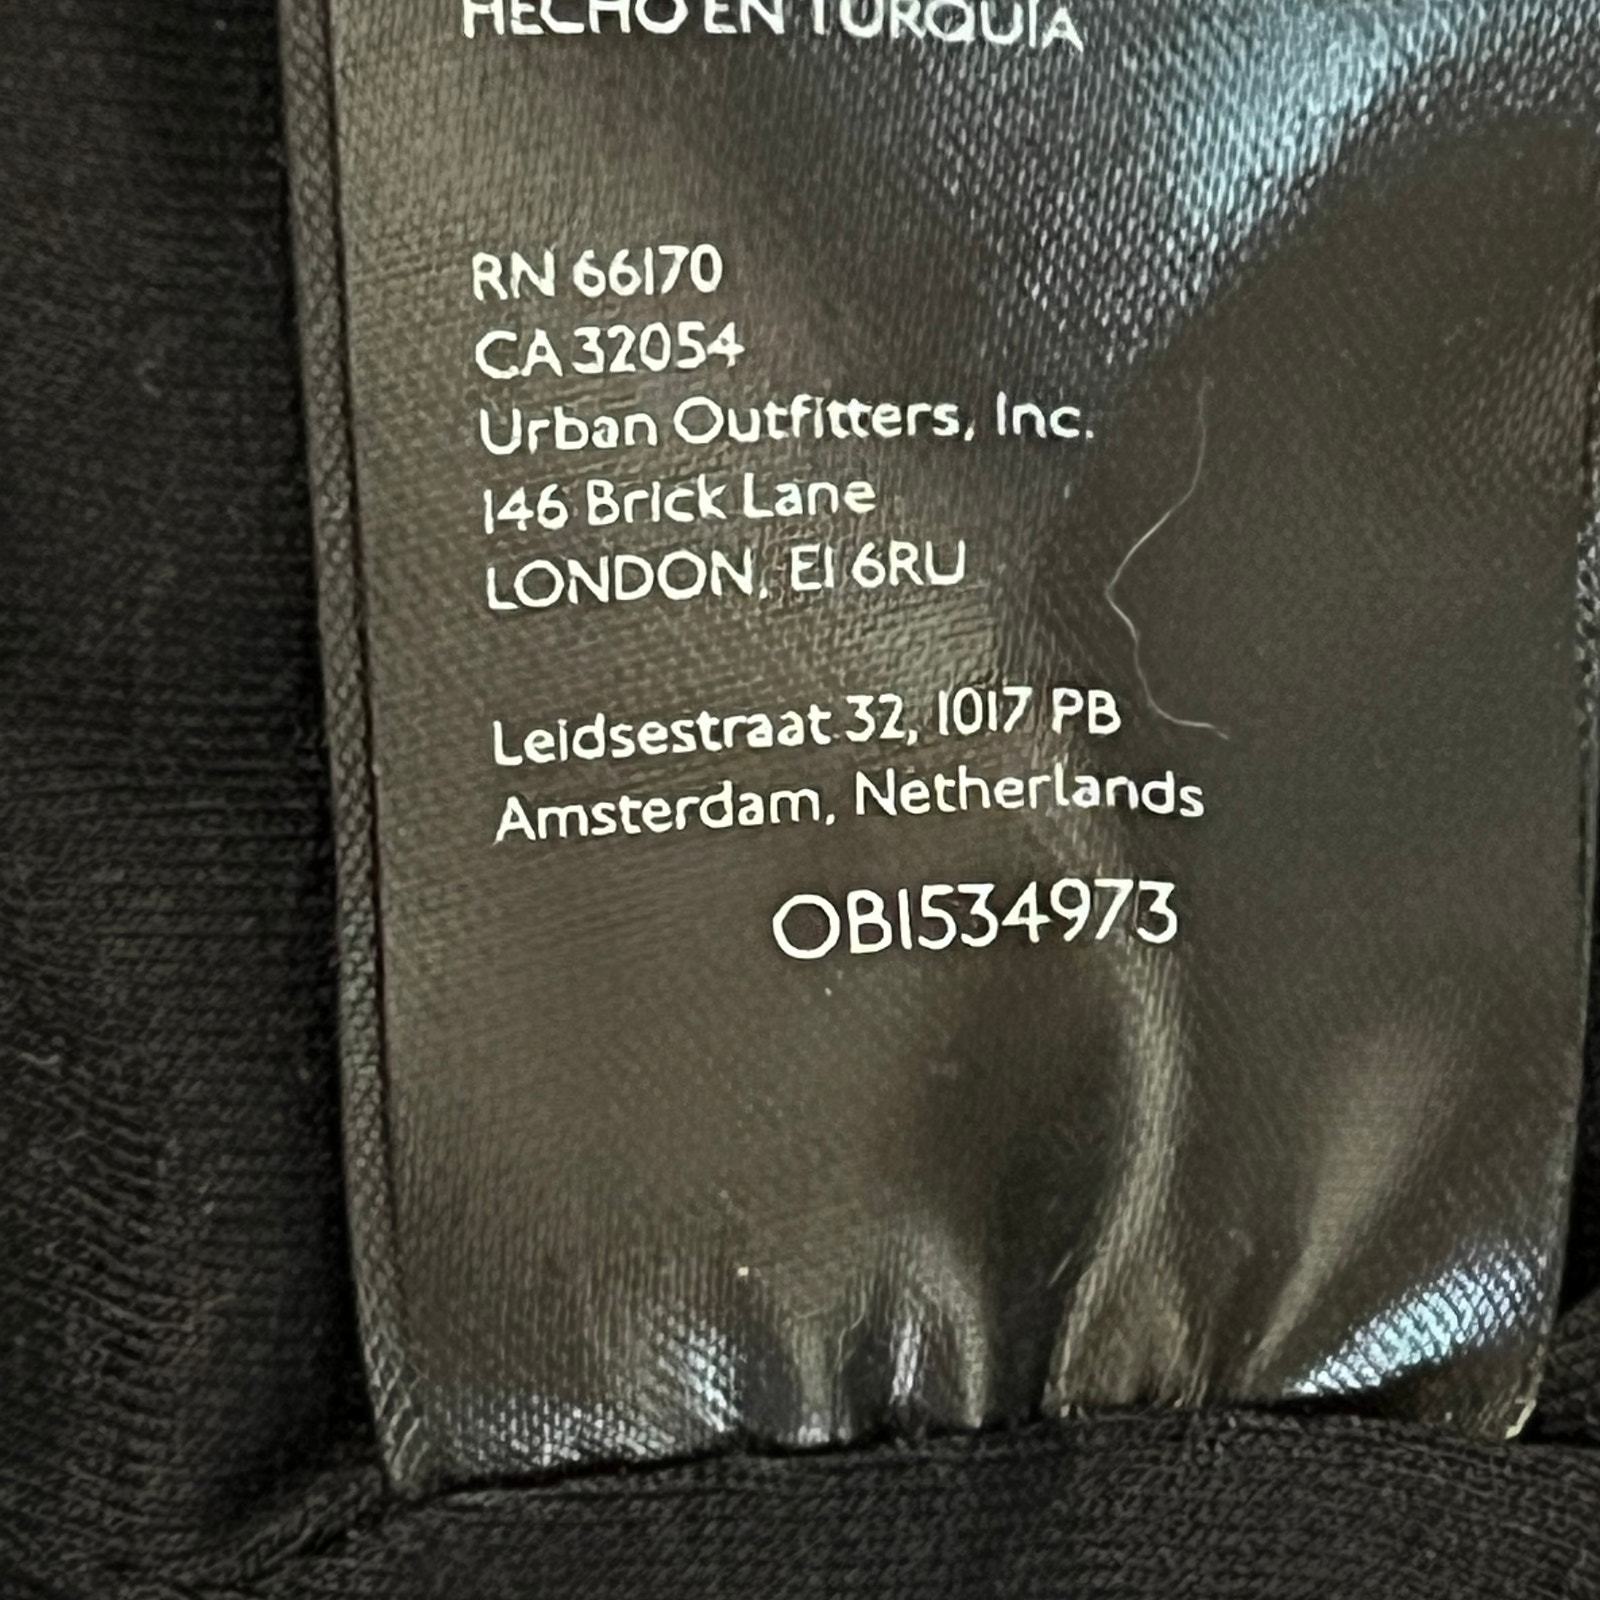 HECHO EN TURQUÍA
RN 66170
CA 32054
Urban Outfitters, Inc.
146 Brick Lane
LONDON, E1 6RU
Leidsestraat 32, 1017 PB
Amsterdam, Netherlands
OB1534973